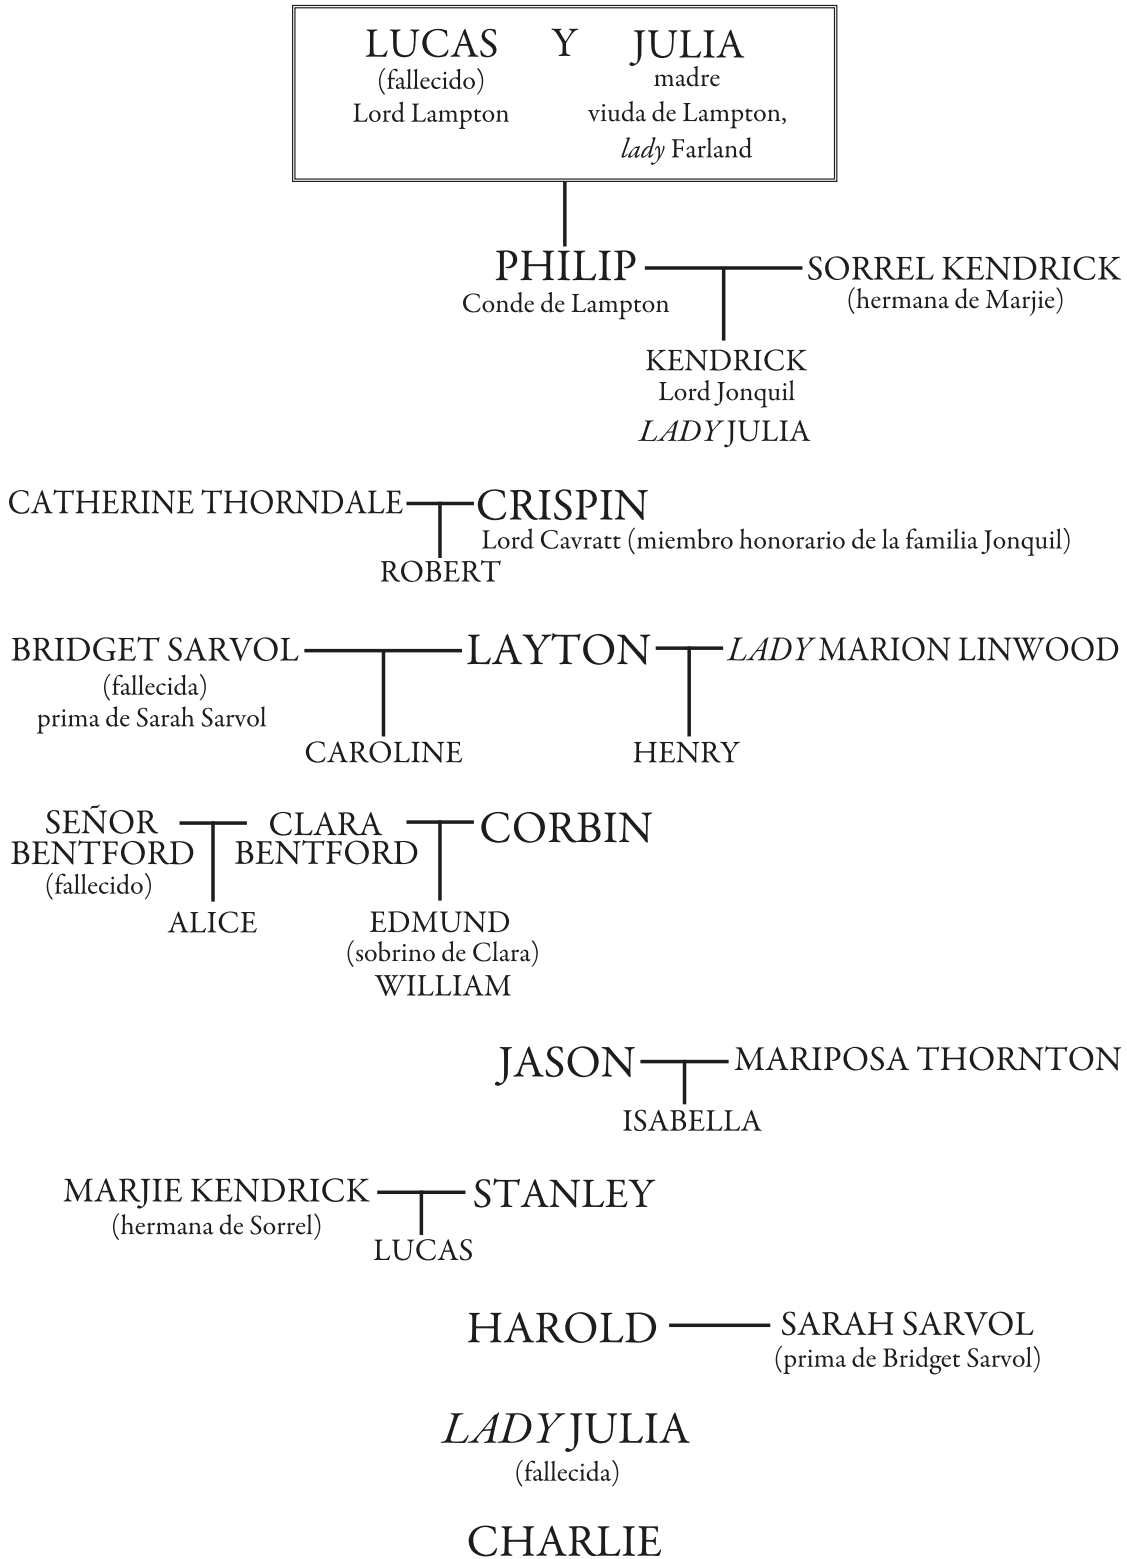 LUCAS Y JULIA
(fallecido) madre
Lord Lampton viuda de Lampton,
lady Farland
PHILIP SORREL KENDRICK
Conde de Lampton (hermana de Marjie)
KENDRICK
Lord Jonquil
LADY JULIA
CATHERINE THORNDALE CRISPIN
Lord Cavratt (miembro honorario de la familia Jonquil)
ROBERT
BRIDGET SARVOL LAYTON LADY MARION LINWOOD
(fallecida)
prima de Sarah Sarvol
CAROLINE HENRY
SEÑOR CLARA CORBIN
BENTFORD BENTFORD
(fallecido)
ALICE EDMUND
(sobrino de Clara)
WILLIAM
JASON MARIPOSA THORNTON
ISABELLA
MARJIE KENDRICK STANLEY
(hermana de Sorrel)
LUCAS
HAROLD SARAH SARVOL
(prima de Bridget Sarvol)
LADY JULIA
(fallecida)
CHARLIE